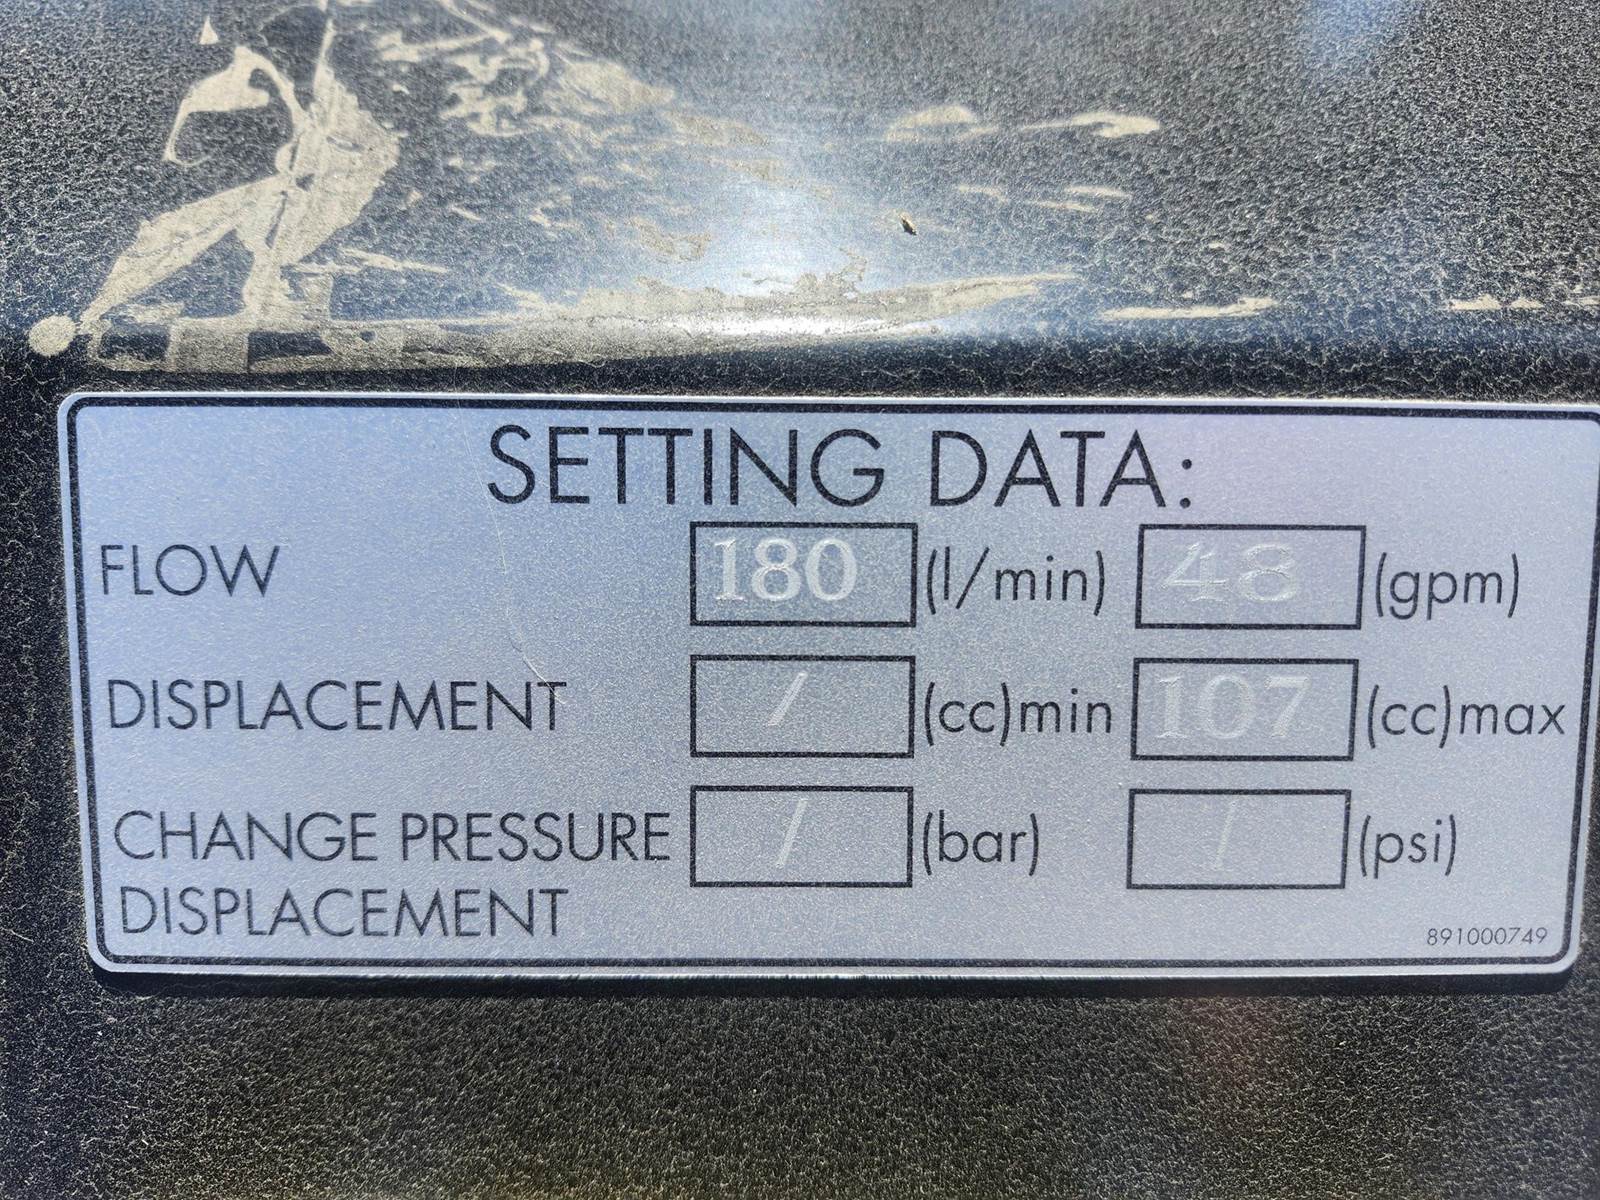 SETTING DATA:
FLOW 180 (l/min) 48 (gpm)
DISPLACEMENT / (cc)min 107 (cc)max
CHANGE PRESSURE / (bar) / (psi)
DISPLACEMENT
891000749